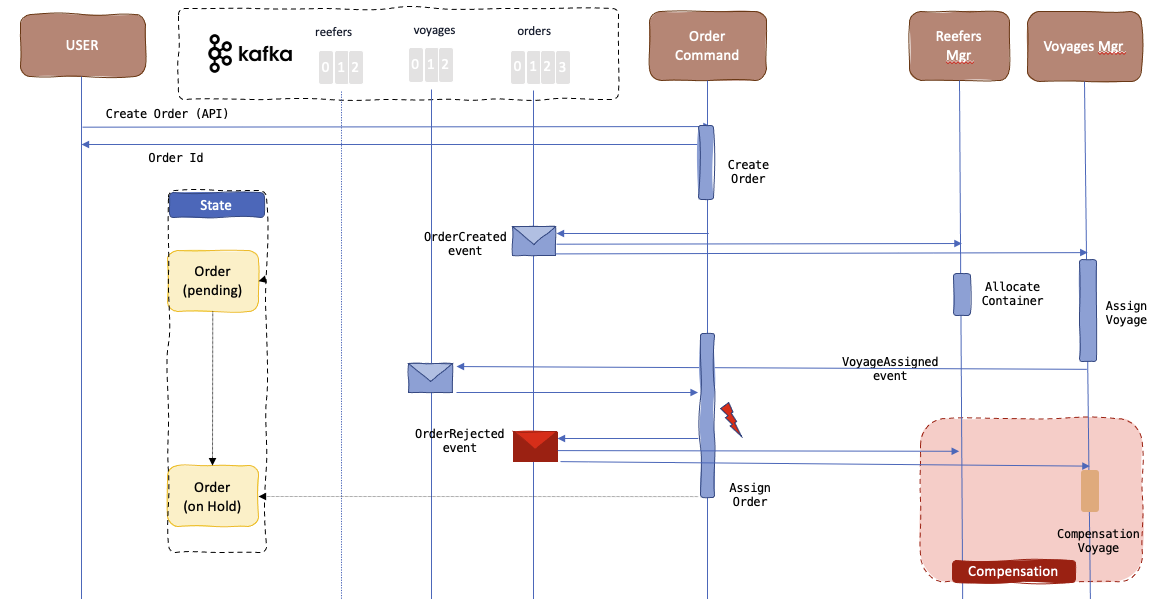 USER
kafka
reefers
0 1 2
voyages
0 1 2
orders
0 1 2 3
Order
Command
Reefers
Mgr
Voyages Mgr
Create Order (API)
Order Id
Create
Order
State
OrderCreated
event
Order
(pending)
Allocate
Container
Assign
Voyage
VoyageAssigned
event
OrderRejected
event
Order
(on Hold)
Assign
Order
Compensation
Voyage
Compensation